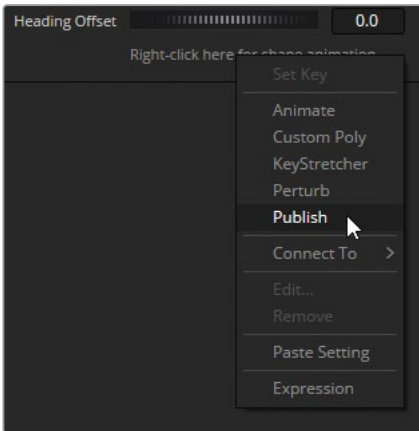 Heading Offset 0.0
Right-click here for shape animation
Set Key
Animate
Custom Poly
KeyStretcher
Perturb
Publish
Connect To >
Edit...
Remove
Paste Setting
Expression